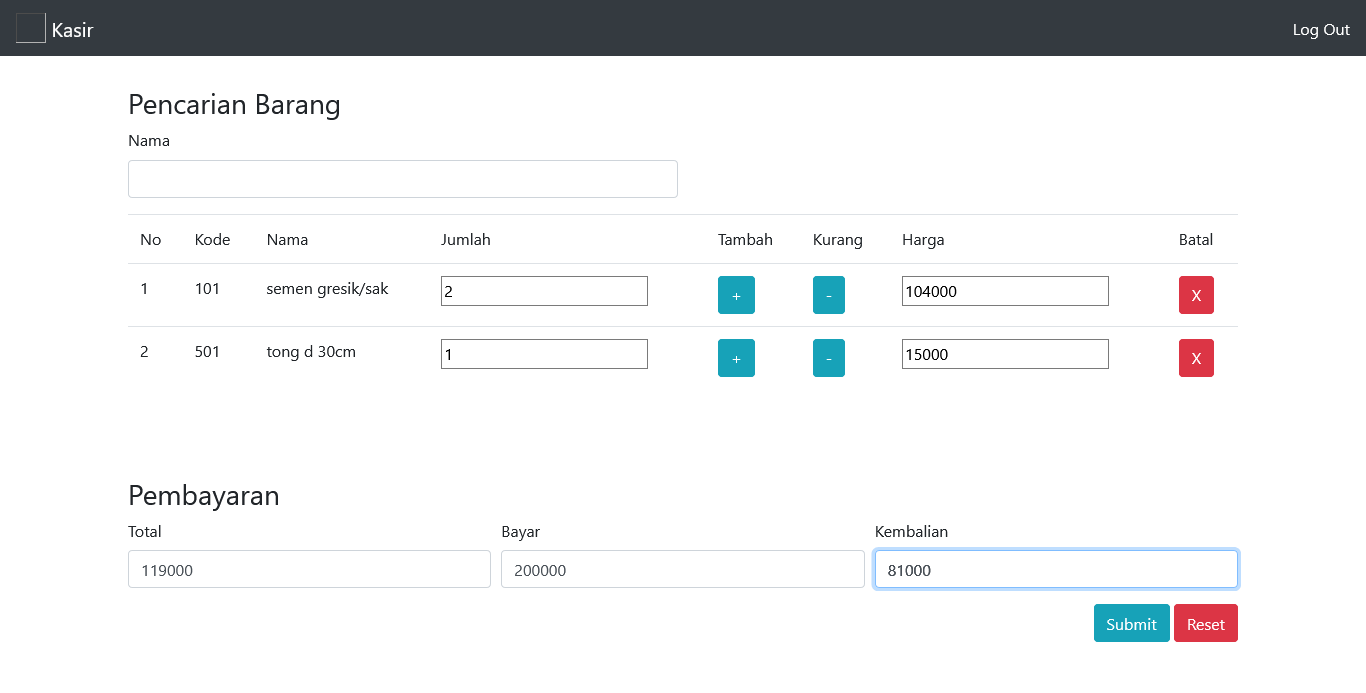 Kasir Log Out
Pencarian Barang
Nama
No Kode Nama Jumlah Tambah Kurang Harga Batal
1 101 semen gresik/sak 2 + - 104000 X
2 501 tong d 30cm 1 + - 15000 X
Pembayaran
Total Bayar Kembalian
119000 200000 81000
Submit Reset